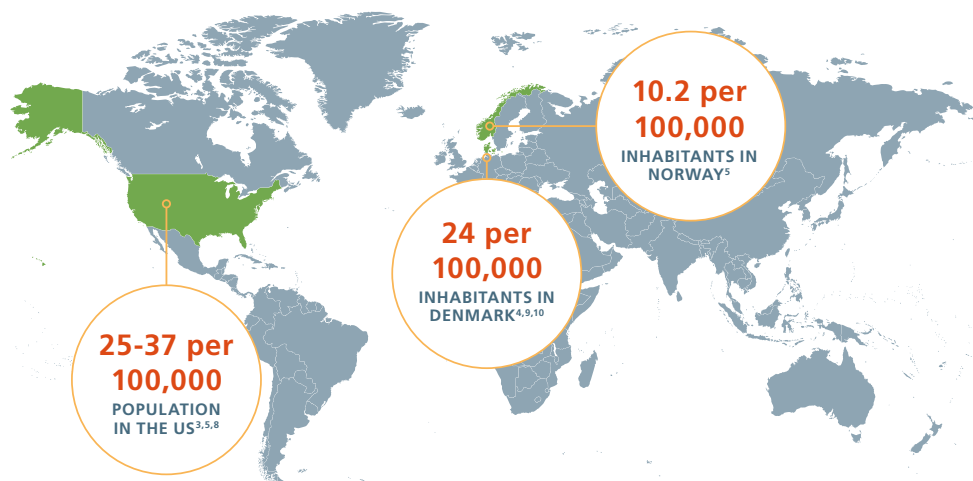 10.2 per
100,000
INHABITANTS IN
NORWAY⁵
24 per
100,000
INHABITANTS IN
DENMARK⁴,⁹,¹⁰
25-37 per
100,000
POPULATION
IN THE US³,⁵,⁸